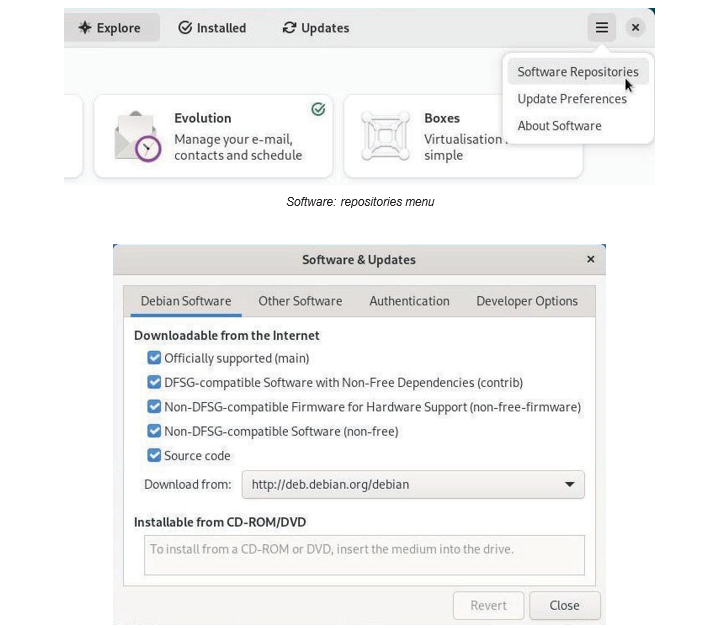 Explore Installed Updates
Software Repositories
Update Preferences
About Software
Evolution
Manage your e-mail,
contacts and schedule
Boxes
Virtualisation
simple
Software: repositories menu
Software & Updates
Debian Software Other Software Authentication Developer Options
Downloadable from the Internet
Officially supported (main)
DFSG-compatible Software with Non-Free Dependencies (contrib)
Non-DFSG-compatible Firmware for Hardware Support (non-free-firmware)
Non-DFSG-compatible Software (non-free)
Source code
Download from: http://deb.debian.org/debian
Installable from CD-ROM/DVD
To install from a CD-ROM or DVD, insert the medium into the drive.
Revert Close